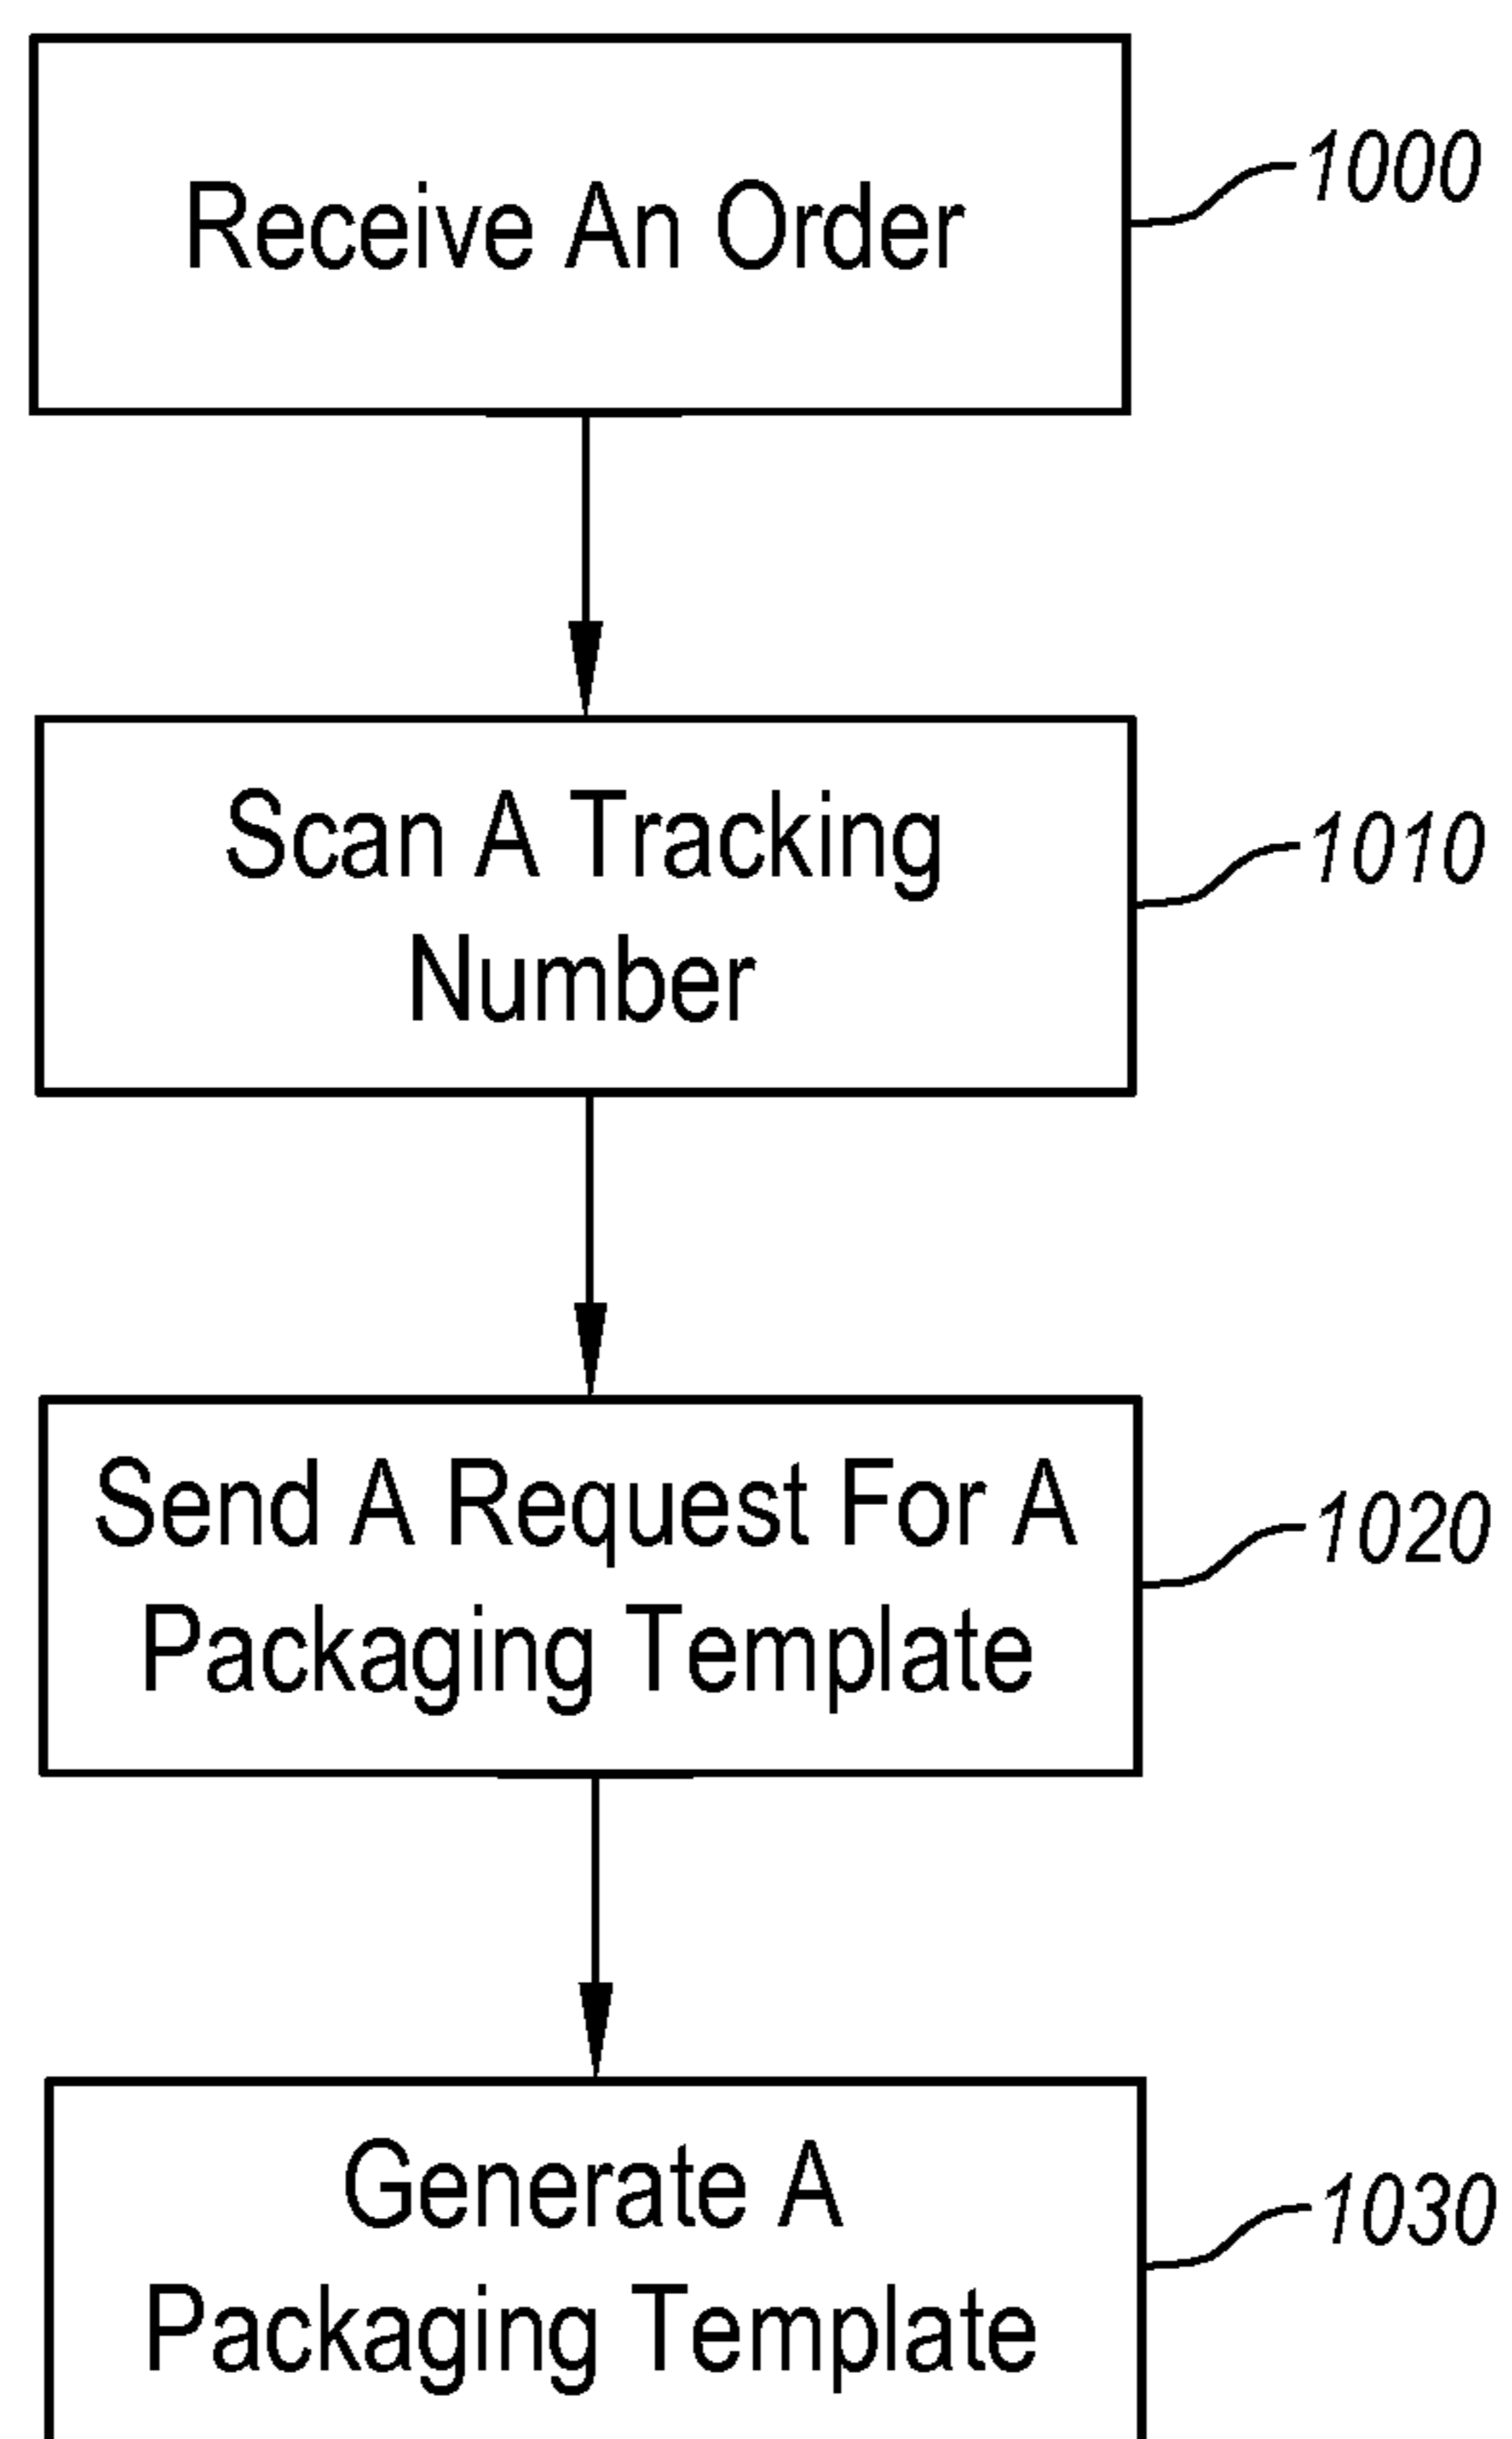 Receive An Order
1000
Scan A Tracking
Number
1010
Send A Request For A
Packaging Template
1020
Generate A
Packaging Template
1030